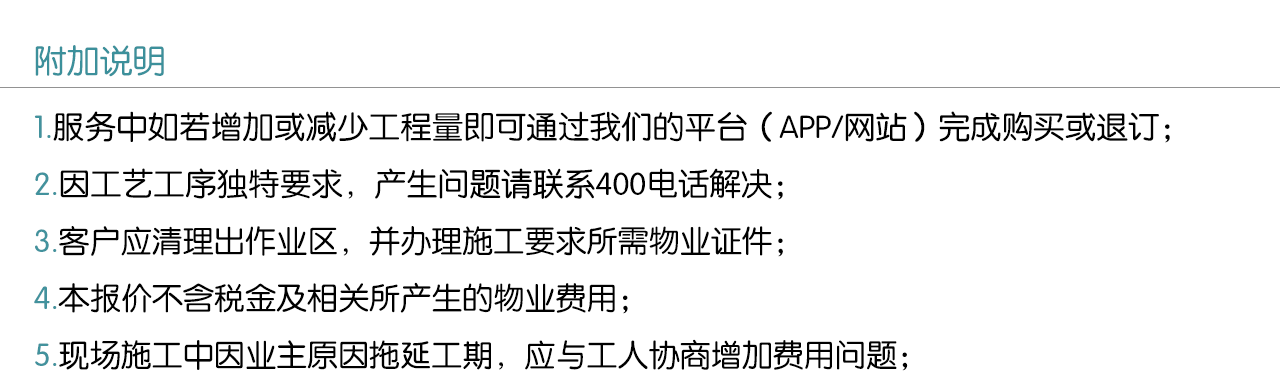 附加说明
1.服务中如若增加或减少工程量即可通过我们的平台（APP/网站）完成购买或退订；
2.因工艺工序独特要求，产生问题请联系400电话解决；
3.客户应清理出作业区，并办理施工要求所需物业证件；
4.本报价不含税金及相关所产生的物业费用；
5.现场施工中因业主原因拖延工期，应与工人协商增加费用问题；